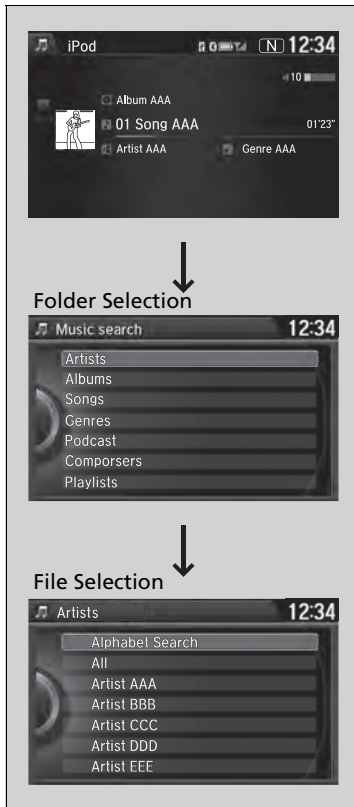 iPod N 12:34
10
Album AAA
01 Song AAA 01'23"
Artist AAA Genre AAA
Folder Selection
Music search 12:34
Artists
Albums
Songs
Genres
Podcast
Comporsers
Playlists
File Selection
Artists 12:34
Alphabet Search
All
Artist AAA
Artist BBB
Artist CCC
Artist DDD
Artist EEE